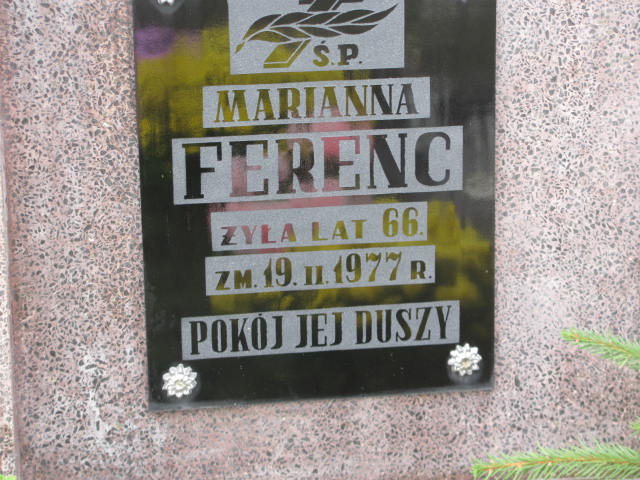 Ś.P.
MARIANNA
FERENC
ŻYŁA LAT 66.
ZM. 19. II. 1977 R.
POKÓJ JEJ DUSZY